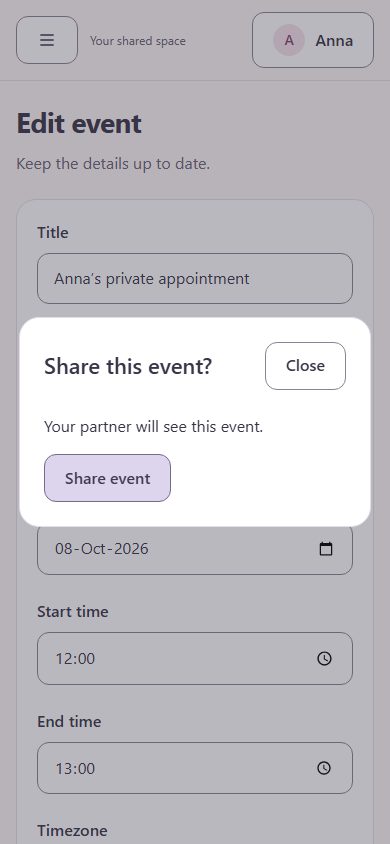 Your shared space
A
Anna
Edit event
Keep the details up to date.
Title
Anna's private appointment
Share this event?
Close
Your partner will see this event.
Share event
08-Oct-2026
Start time
12:00
End time
13:00
Timezone